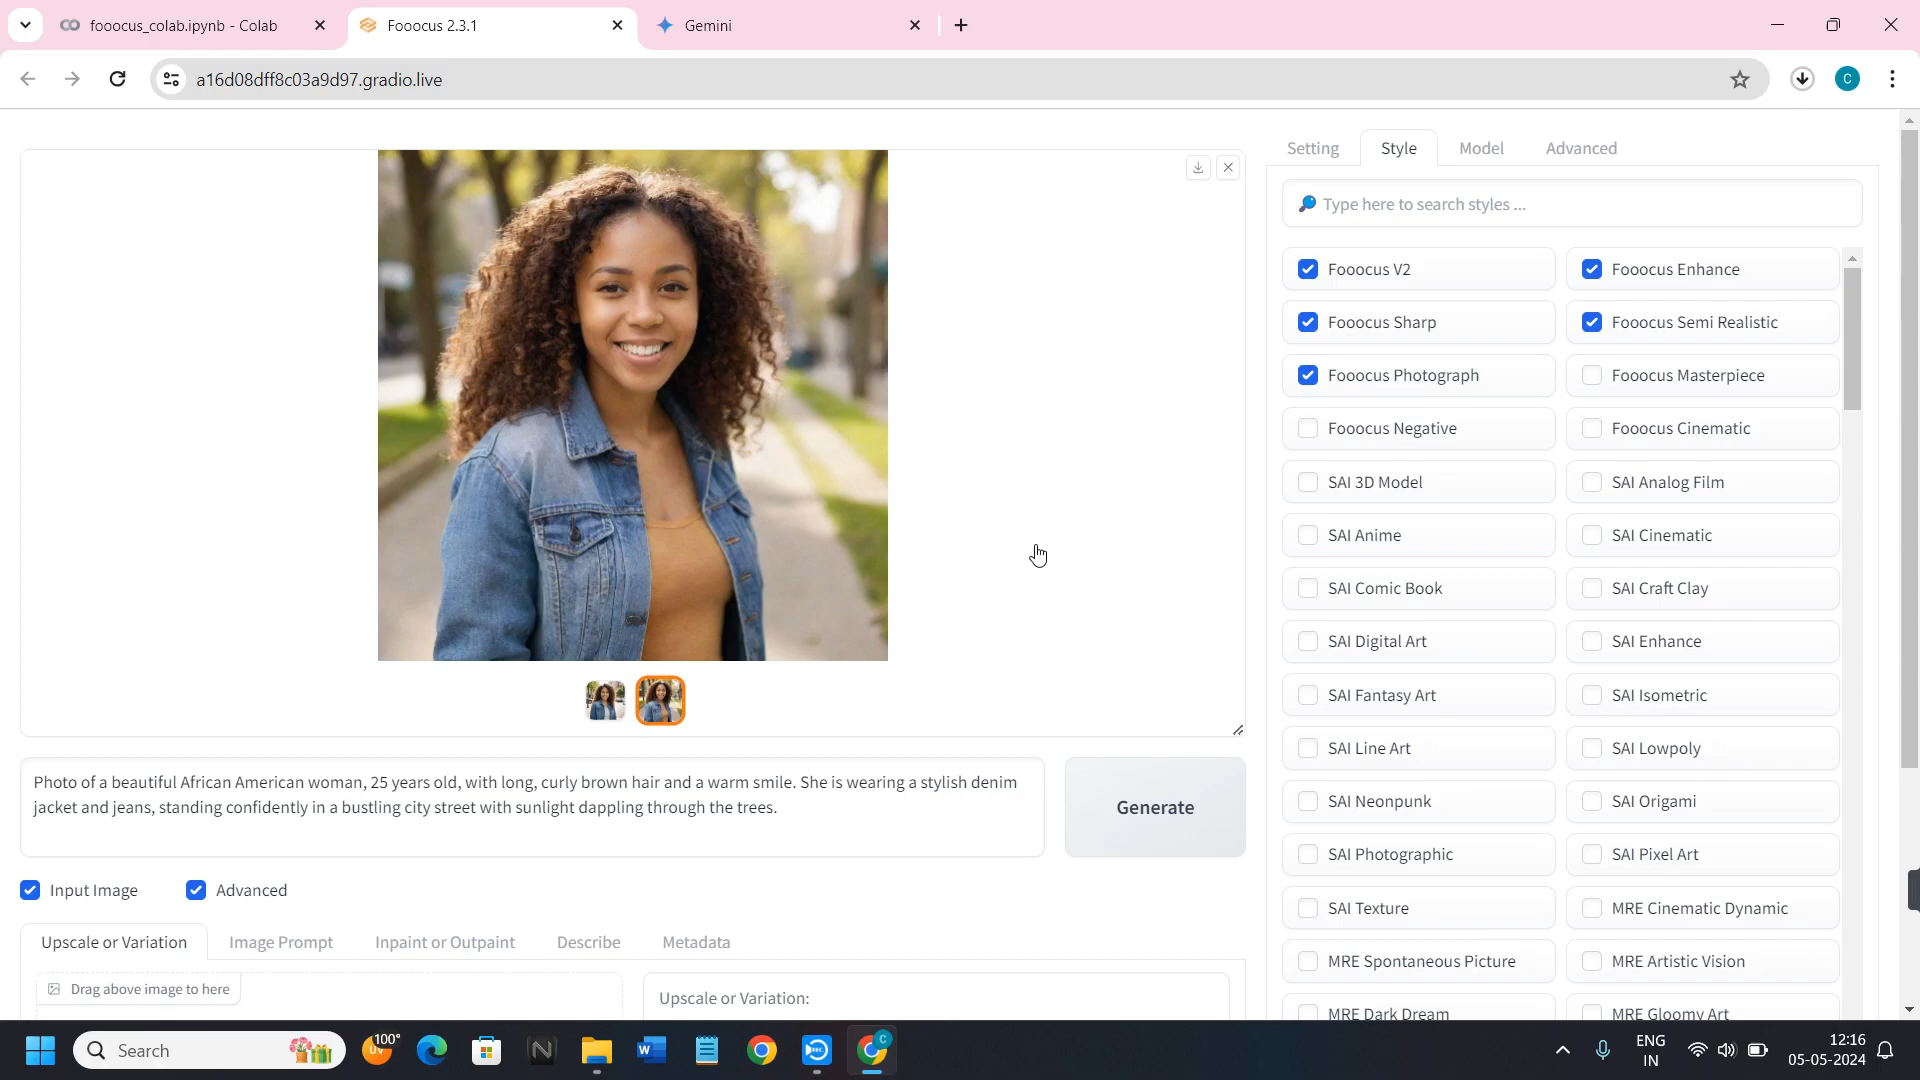 fooocus_colab.ipynb - Colab
Fooocus 2.3.1
Gemini
a16d08dff8c03a9d97.gradio.live
C
Setting
Style
Model
Advanced
Type here to search styles ...
Fooocus V2
Fooocus Enhance
Fooocus Sharp
Fooocus Semi Realistic
Fooocus Photograph
Fooocus Masterpiece
Fooocus Negative
Fooocus Cinematic
SAI 3D Model
SAI Analog Film
SAI Anime
SAI Cinematic
SAI Comic Book
SAI Craft Clay
SAI Digital Art
SAI Enhance
SAI Fantasy Art
SAI Isometric
SAI Line Art
SAI Lowpoly
SAI Neonpunk
SAI Origami
SAI Photographic
SAI Pixel Art
SAI Texture
MRE Cinematic Dynamic
MRE Spontaneous Picture
MRE Artistic Vision
MRE Dark Dream
MRE Gloomy Art
Photo of a beautiful African American woman, 25 years old, with long, curly brown hair and a warm smile. She is wearing a stylish denim
jacket and jeans, standing confidently in a bustling city street with sunlight dappling through the trees.
Generate
Input Image
Advanced
Upscale or Variation
Image Prompt
Inpaint or Outpaint
Describe
Metadata
Drag above image to here
Upscale or Variation:
Search
100°
UV
ENG
IN
12:16
05-05-2024